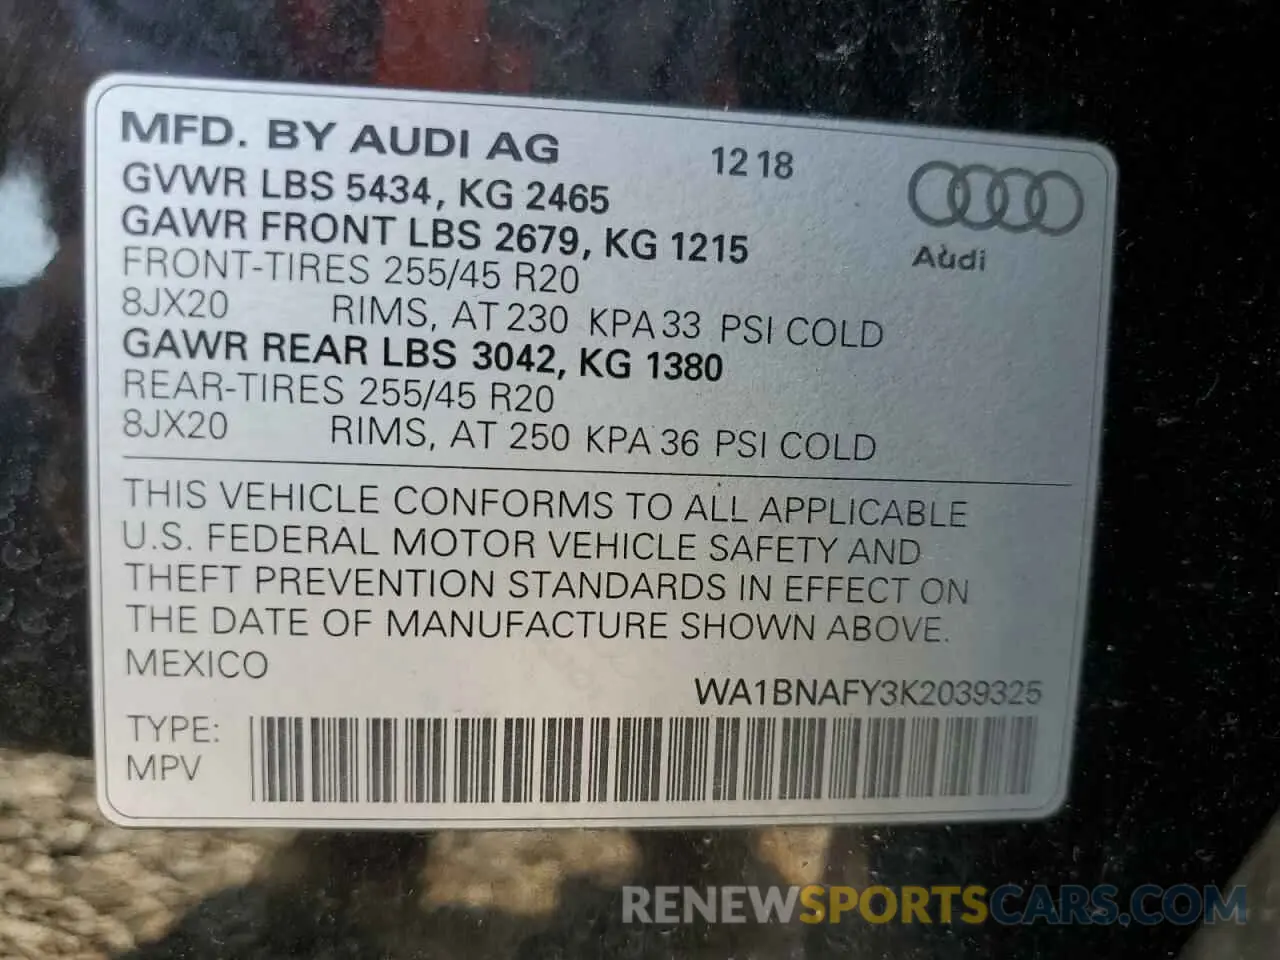 MFD. BY AUDI AG 12 18
GVWR LBS 5434, KG 2465
GAWR FRONT LBS 2679, KG 1215
Audi
FRONT-TIRES 255/45 R20
8JX20 RIMS, AT 230 KPA 33 PSI COLD
GAWR REAR LBS 3042, KG 1380
REAR-TIRES 255/45 R20
8JX20 RIMS, AT 250 KPA 36 PSI COLD
THIS VEHICLE CONFORMS TO ALL APPLICABLE
U.S. FEDERAL MOTOR VEHICLE SAFETY AND
THEFT PREVENTION STANDARDS IN EFFECT ON
THE DATE OF MANUFACTURE SHOWN ABOVE.
MEXICO
WA1BNAFY3K2039325
TYPE:
MPV
RENEWSPORTSCARS.COM